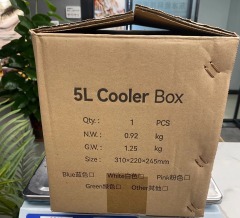 5L Cooler Box
Qty: 1 PCS
N.W.: 0.92 kg
G.W.: 1.25 kg
Size: 310×220×265mm
Blue蓝色□ White白色□ Pink粉色□
Green绿色□ Other其他□